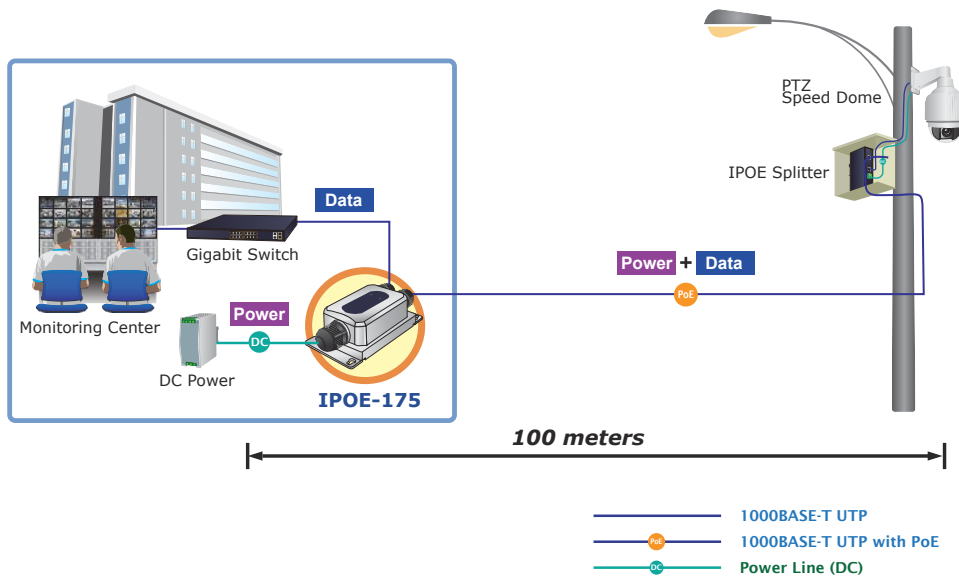 PTZ
Speed Dome
IPOE Splitter
Data
Gigabit Switch
Power + Data
PoE
Power
Monitoring Center
DC
DC Power
IPOE-175
100 meters
1000BASE-T UTP
PoE
1000BASE-T UTP with PoE
DC
Power Line (DC)